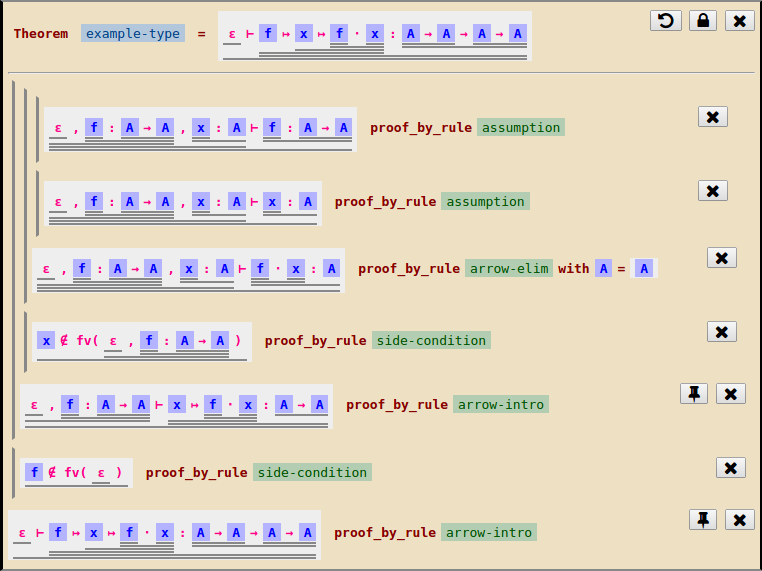 Theorem example-type = ε ⊢ f ↦ x ↦ f · x : A → A → A → A
ε , f : A → A , x : A ⊢ f : A → A proof_by_rule assumption
ε , f : A → A , x : A ⊢ x : A proof_by_rule assumption
ε , f : A → A , x : A ⊢ f · x : A proof_by_rule arrow-elim with A = A
x ∉ fv( ε , f : A → A ) proof_by_rule side-condition
ε , f : A → A ⊢ x ↦ f · x : A → A proof_by_rule arrow-intro
f ∉ fv( ε ) proof_by_rule side-condition
ε ⊢ f ↦ x ↦ f · x : A → A → A → A proof_by_rule arrow-intro